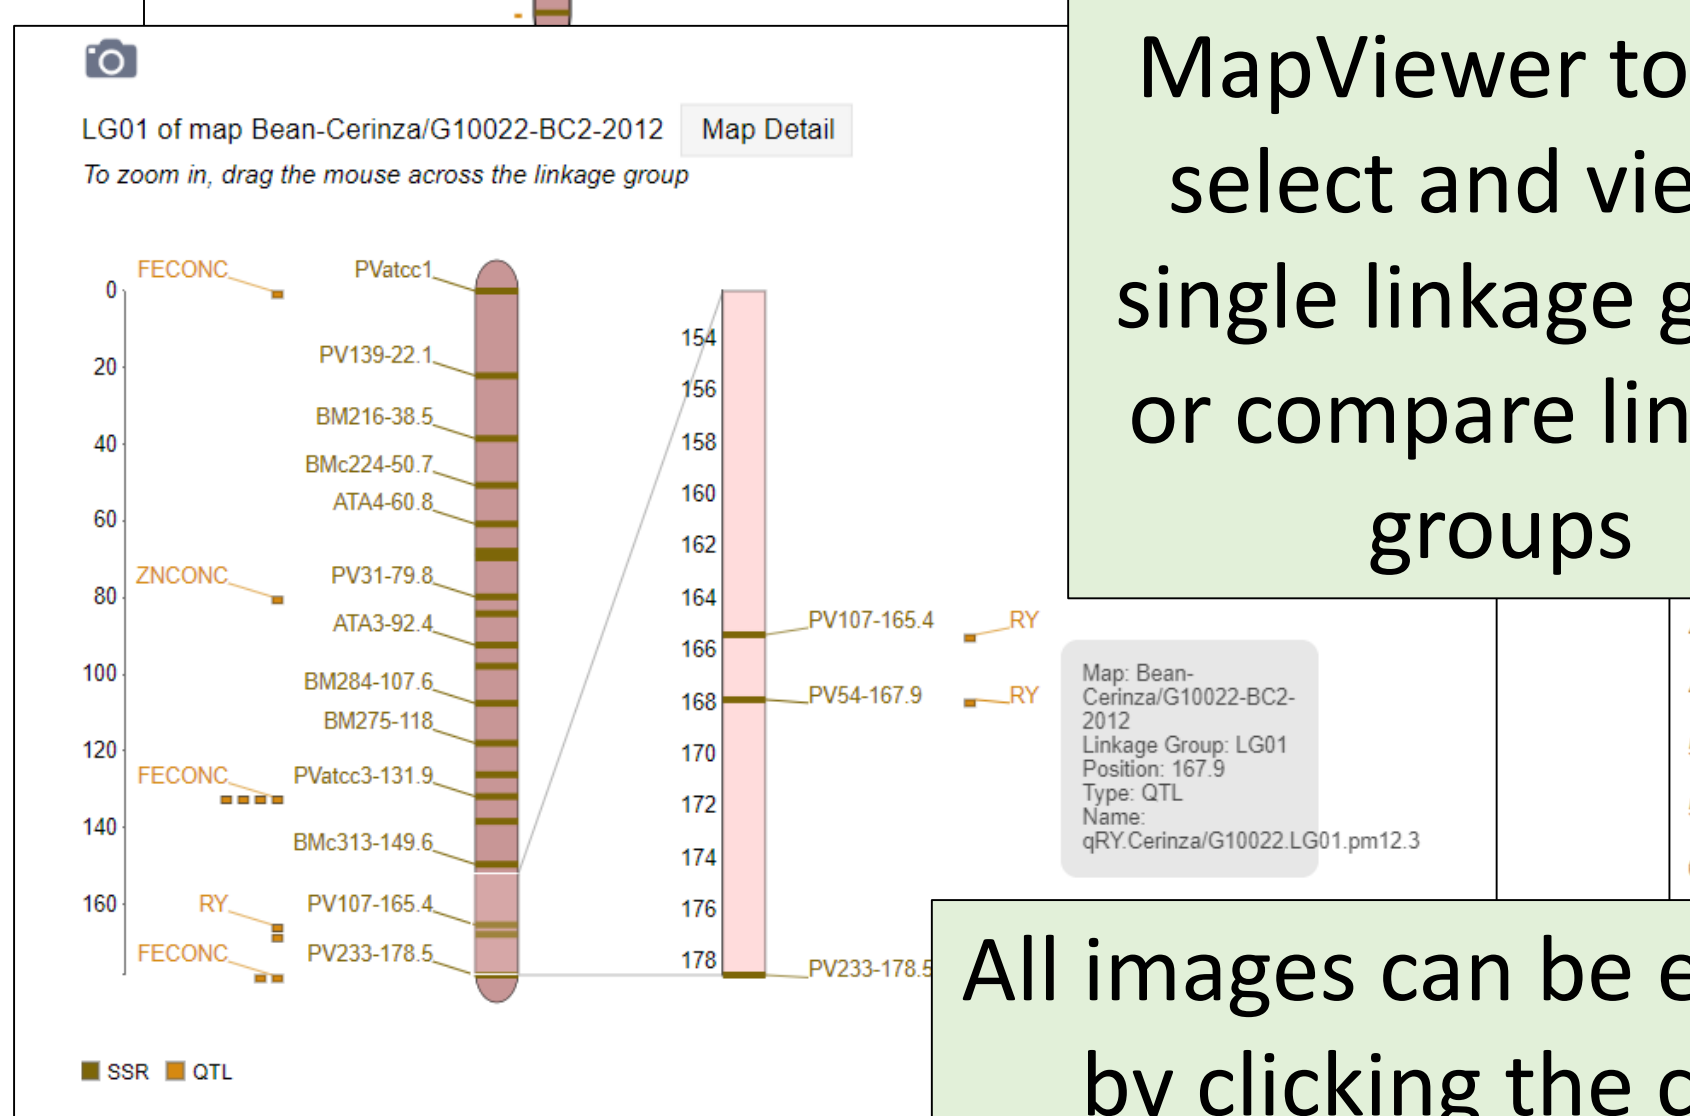 LG01 of map Bean-Cerinza/G10022-BC2-2012 Map Detail
To zoom in, drag the mouse across the linkage group
FECONC
PVatcc1
0
PV139-22.1
20
BM216-38.5
40
BMc224-50.7
ATA4-60.8
60
ZNCONC
PV31-79.8
80
ATA3-92.4
100
BM284-107.6
BM275-118
120
FECONC
PVatcc3-131.9
140
BMc313-149.6
160
RY
PV107-165.4
FECONC
PV233-178.5
154
156
158
160
162
164
166
168
170
172
174
176
178
PV107-165.4
RY
PV54-167.9
RY
PV233-178.5
Map: Bean-
Cerinza/G10022-BC2-
2012
Linkage Group: LG01
Position: 167.9
Type: QTL
Name:
qRY.Cerinza/G10022.LG01.pm12.3
SSR QTL
MapViewer to
select and
single linkage
or compare
groups
All images can be
by clicking the